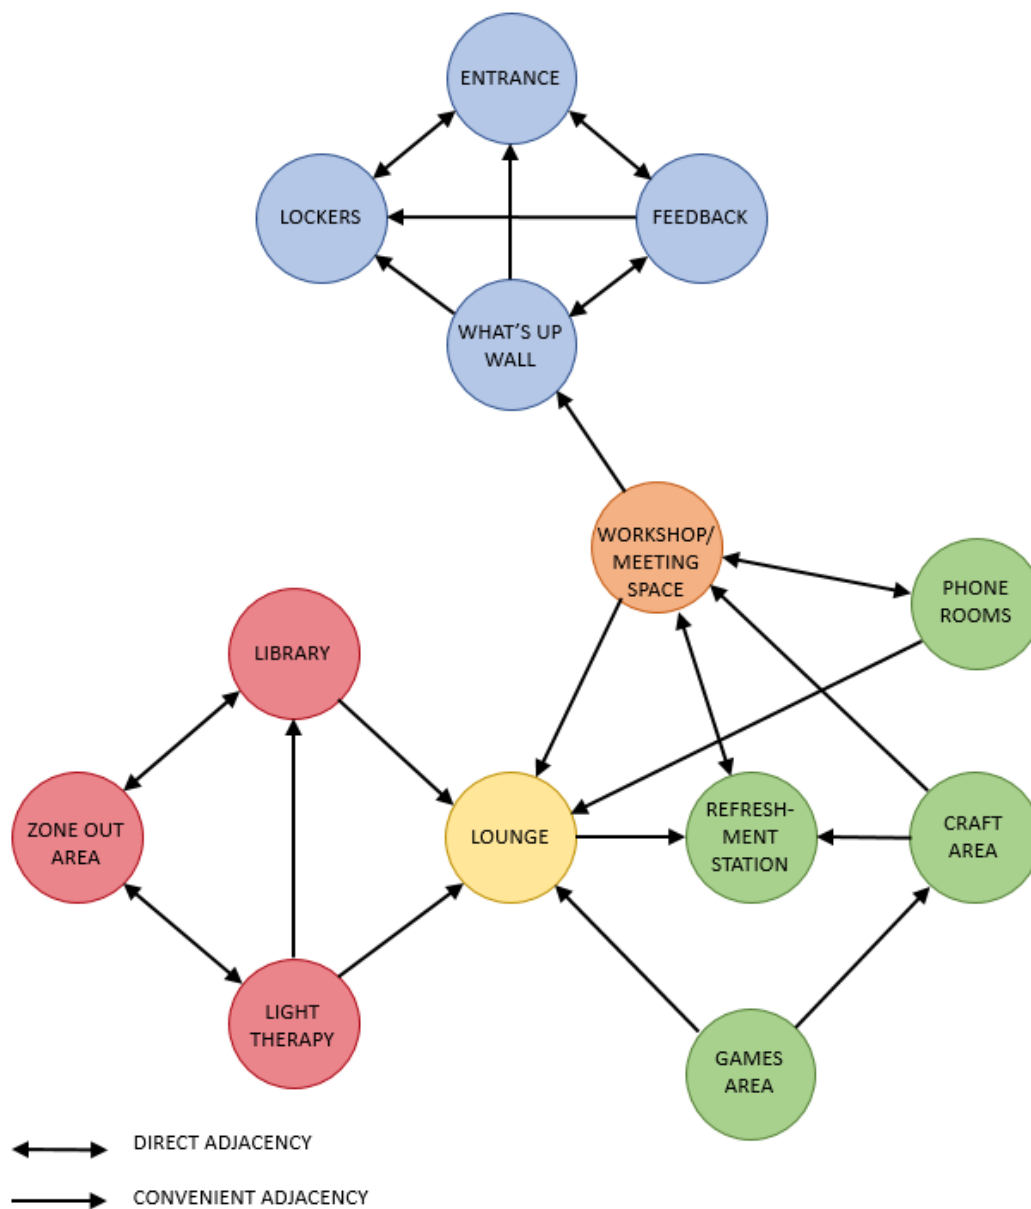 ENTRANCE
LOCKERS
FEEDBACK
WHAT'S UP
WALL
WORKSHOP/
MEETING
SPACE
PHONE
ROOMS
LIBRARY
ZONE OUT
AREA
LOUNGE
REFRESH-
MENT
STATION
CRAFT
AREA
LIGHT
THERAPY
GAMES
AREA
DIRECT ADJACENCY
CONVENIENT ADJACENCY